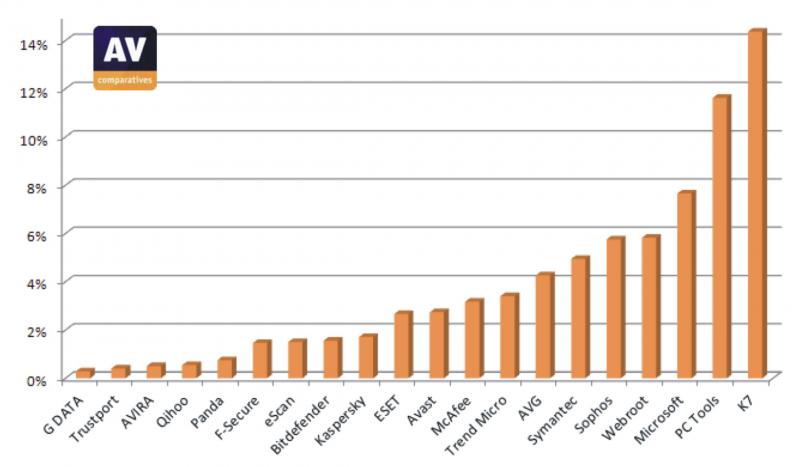 AV
comparatives
14%
12%
10%
8%
6%
4%
2%
0%
G DATA
Trustport
AVIRA
Qihoo
Panda
F-Secure
eScan
Bitdefender
Kaspersky
ESET
Avast
McAfee
Trend Micro
AVG
Symantec
Sophos
Webroot
Microsoft
PC Tools
K7